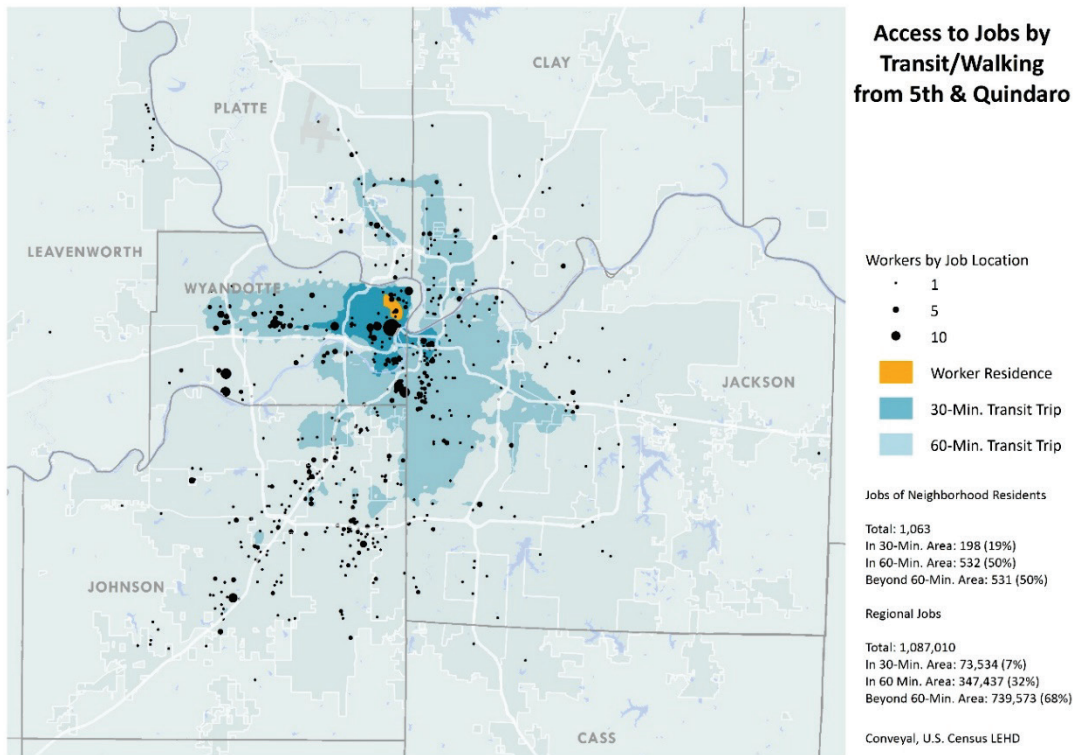 Access to Jobs by
Transit/Walking
from 5th & Quindaro
CLAY
PLATTE
LEAVENWORTH
WYANDOTTE
JACKSON
JOHNSON
CASS
Workers by Job Location
1
5
10
Worker Residence
30-Min. Transit Trip
60-Min. Transit Trip
Jobs of Neighborhood Residents
Total: 1,063
In 30-Min. Area: 198 (19%)
In 60-Min. Area: 532 (50%)
Beyond 60-Min. Area: 531 (50%)
Regional Jobs
Total: 1,087,010
In 30-Min. Area: 73,534 (7%)
In 60 Min. Area: 347,437 (32%)
Beyond 60-Min. Area: 739,573 (68%)
Conveyal, U.S. Census LEHD